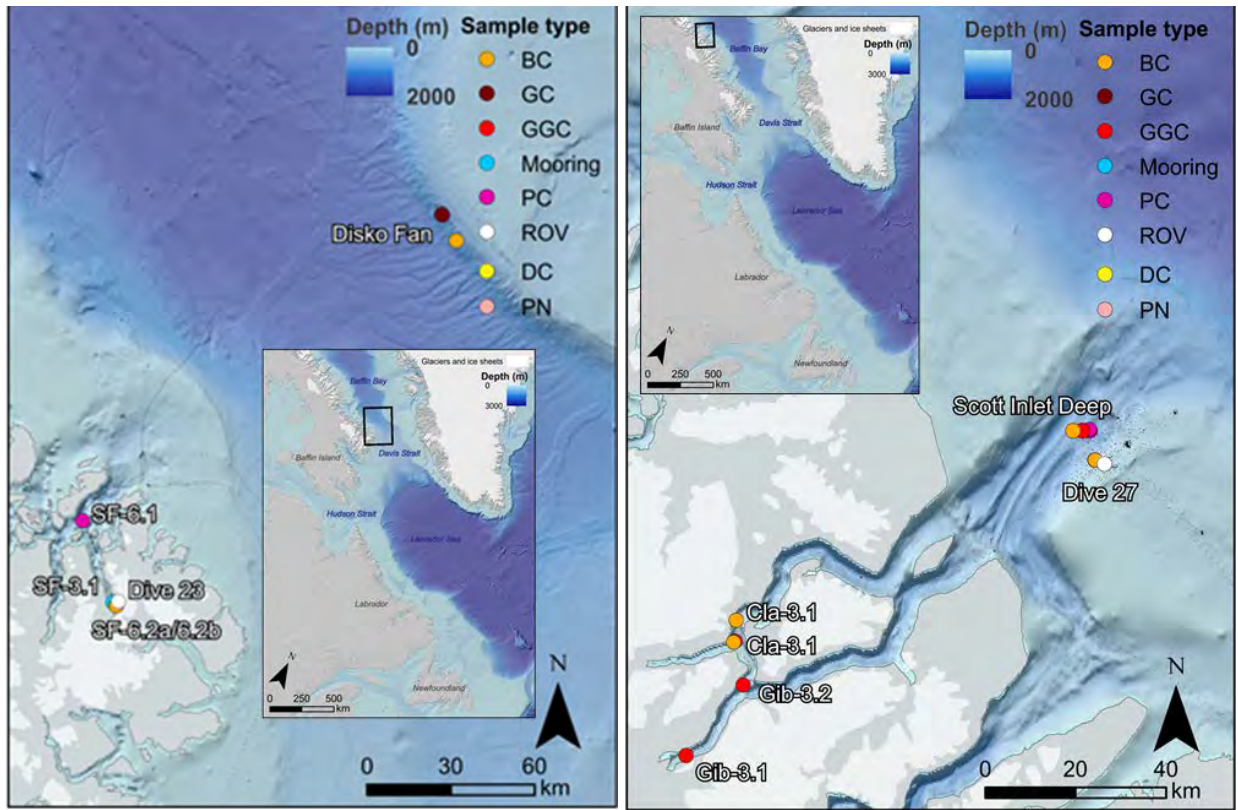 Depth (m)
0
2000
Sample type
BC
GC
GGC
Mooring
PC
ROV
DC
PN
Disko Fan
SF-6.1
SF-3.1
Dive 23
SF-6.2a/6.2b
Glaciers and ice sheets
Depth (m)
0
3000
Baffin Bay
Baffin Island
Davis Strait
Hudson Strait
Labrador Sea
Labrador
Newfoundland
N
0 250 500
km
N
0 30 60
km
Glaciers and ice sheets
Depth (m)
0
3000
Baffin Bay
Baffin Island
Davis Strait
Hudson Strait
Labrador Sea
Labrador
Newfoundland
N
0 250 500
km
Depth (m)
0
2000
Sample type
BC
GC
GGC
Mooring
PC
ROV
DC
PN
Scott Inlet Deep
Dive 27
Cla-3.1
Cla-3.1
Gib-3.2
Gib-3.1
N
0 20 40
km